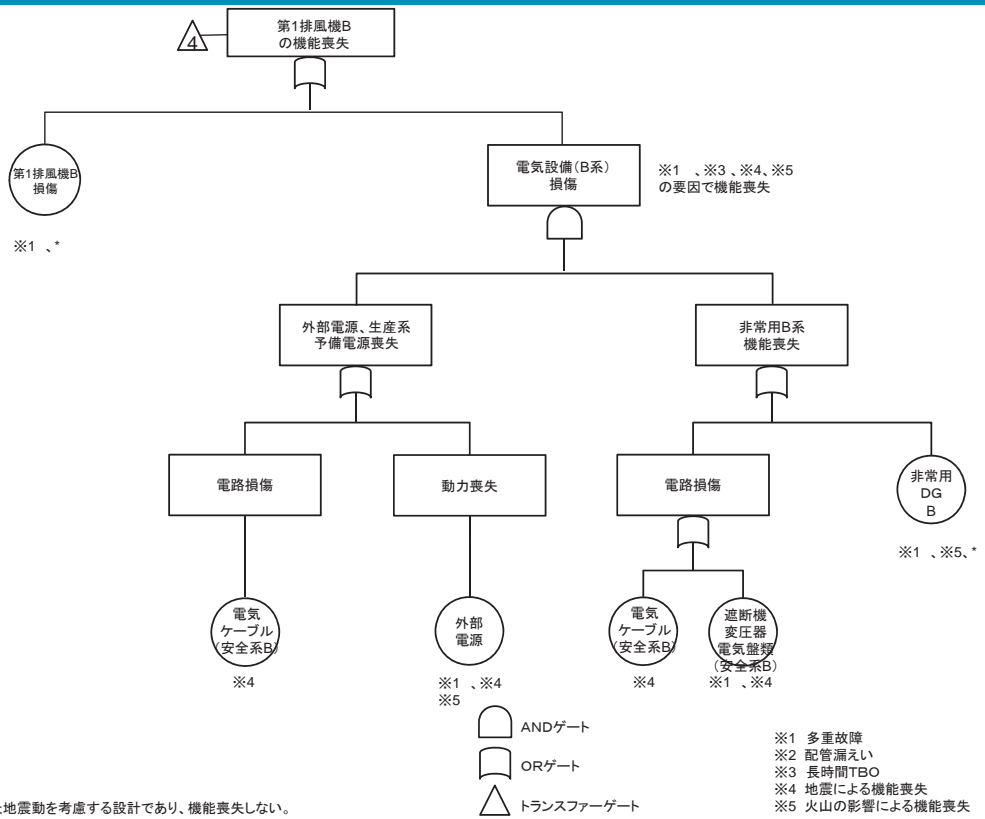 第1排風機B
の機能喪失
4
第1排風機B
損傷
※1 、*
電気設備(B系)
損傷
※1 、※3 、※4、※5
の要因で機能喪失
外部電源、生産系
予備電源喪失
非常用B系
機能喪失
電路損傷
動力喪失
電路損傷
非常用
DG
B
※1 、※5、*
電気
ケーブル
(安全系B)
※4
外部
電源
※1 、※4
※5
電気
ケーブル
(安全系B)
※4
遮断機
変圧器
電気盤類
(安全系B)
※1 、※4
ANDゲート
ORゲート
トランスファーゲート
※1 多重故障
※2 配管漏えい
※3 長時間TBO
※4 地震による機能喪失
※5 火山の影響による機能喪失
地震動を考慮する設計であり、機能喪失しない。